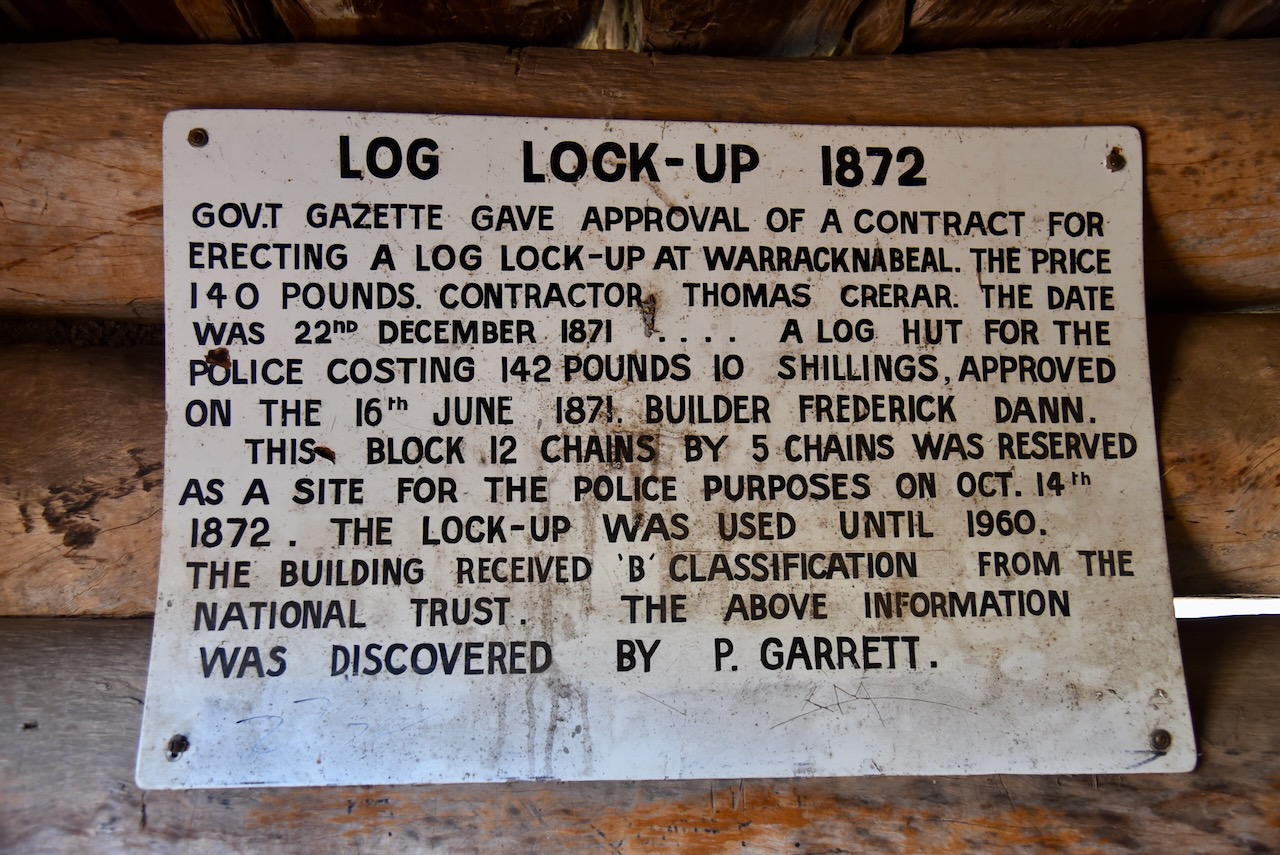 LOG LOCK-UP 1872
GOV.T GAZETTE GAVE APPROVAL OF A CONTRACT FOR
ERECTING A LOG LOCK-UP AT WARRACKNABEAL. THE PRICE
140 POUNDS. CONTRACTOR THOMAS CRERAR. THE DATE
WAS 22ND DECEMBER 1871 . . . . A LOG HUT FOR THE
POLICE COSTING 142 POUNDS 10 SHILLINGS, APPROVED
ON THE 16th JUNE 1871. BUILDER FREDERICK DANN.
THIS BLOCK 12 CHAINS BY 5 CHAINS WAS RESERVED
AS A SITE FOR THE POLICE PURPOSES ON OCT. 14th
1872. THE LOCK-UP WAS USED UNTIL 1960.
THE BUILDING RECEIVED 'B' CLASSIFICATION FROM THE
NATIONAL TRUST. THE ABOVE INFORMATION
WAS DISCOVERED BY P. GARRETT.